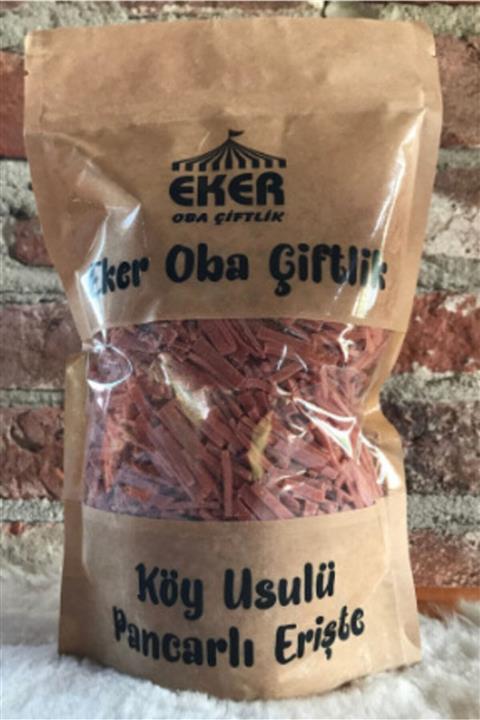 EKER
OBA ÇİFTLİK
Eker Oba Çiftlik
Köy Usulü
Pancarlı Erişte